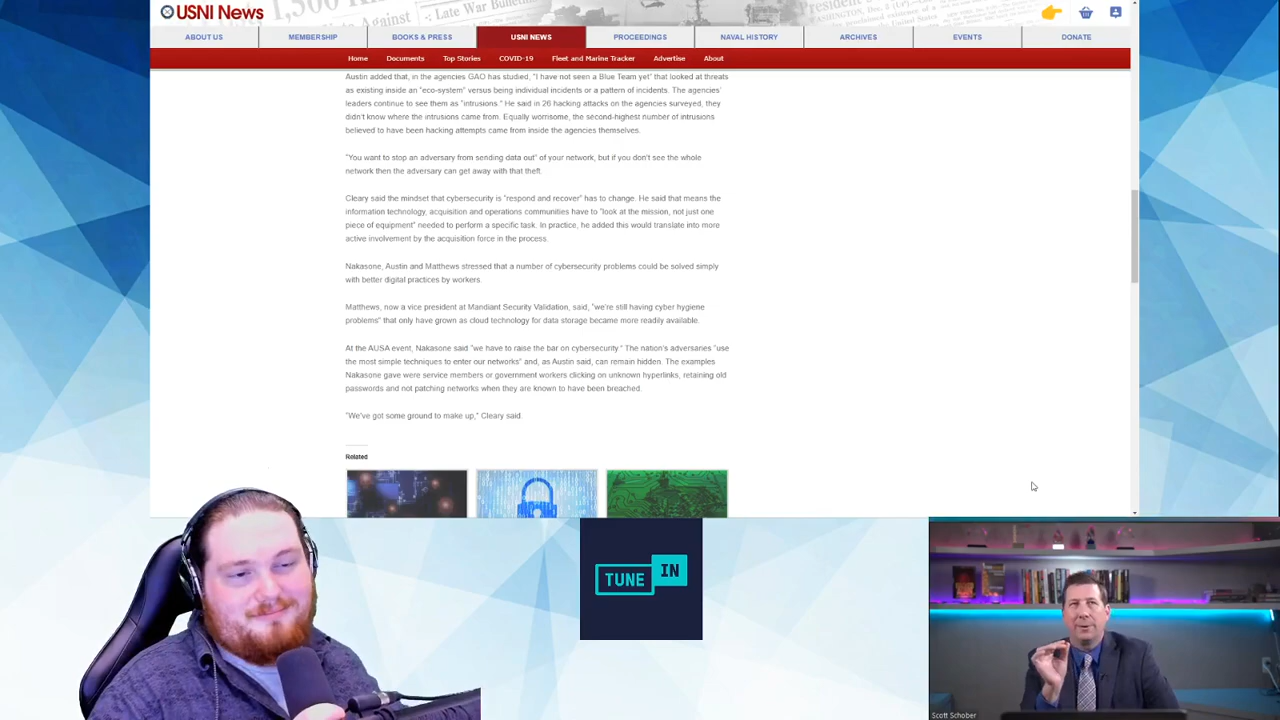 1,500 R
Late War Bulletin
Against
USNI News
ABOUT US
MEMBERSHIP
BOOKS & PRESS
USNI NEWS
PROCEEDINGS
NAVAL HISTORY
ARCHIVES
EVENTS
DONATE
Home
Documents
Top Stories
COVID-19
Fleet and Marine Tracker
Advertise
About
Austin added that, in the agencies GAO has studied, "I have not seen a Blue Team yet" that looked at threats
as existing inside an "eco-system" versus being individual incidents or a pattern of incidents. The agencies'
leaders continue to see them as "intrusions." He said in 26 hacking attacks on the agencies surveyed, they
didn't know where the intrusions came from. Equally worrisome, the second-highest number of intrusions
believed to have been hacking attempts came from inside the agencies themselves.
"You want to stop an adversary from sending data out" of your network, but if you don't see the whole
network then the adversary can get away with that theft.
Cleary said the mindset that cybersecurity is "respond and recover" has to change. He said that means the
information technology, acquisition and operations communities have to "look at the mission, not just one
piece of equipment" needed to perform a specific task. In practice, he added this would translate into more
active involvement by the acquisition force in the process.
Nakasone, Austin and Matthews stressed that a number of cybersecurity problems could be solved simply
with better digital practices by workers.
Matthews, now a vice president at Mandiant Security Validation, said, "we're still having cyber hygiene
problems" that only have grown as cloud technology for data storage became more readily available.
At the AUSA event, Nakasone said "we have to raise the bar on cybersecurity." The nation's adversaries "use
the most simple techniques to enter our networks" and, as Austin said, can remain hidden. The examples
Nakasone gave were service members or government workers clicking on unknown hyperlinks, retaining old
passwords and not patching networks when they are known to have been breached.
"We've got some ground to make up," Cleary said.
Related
TUNE IN
Scott Schober